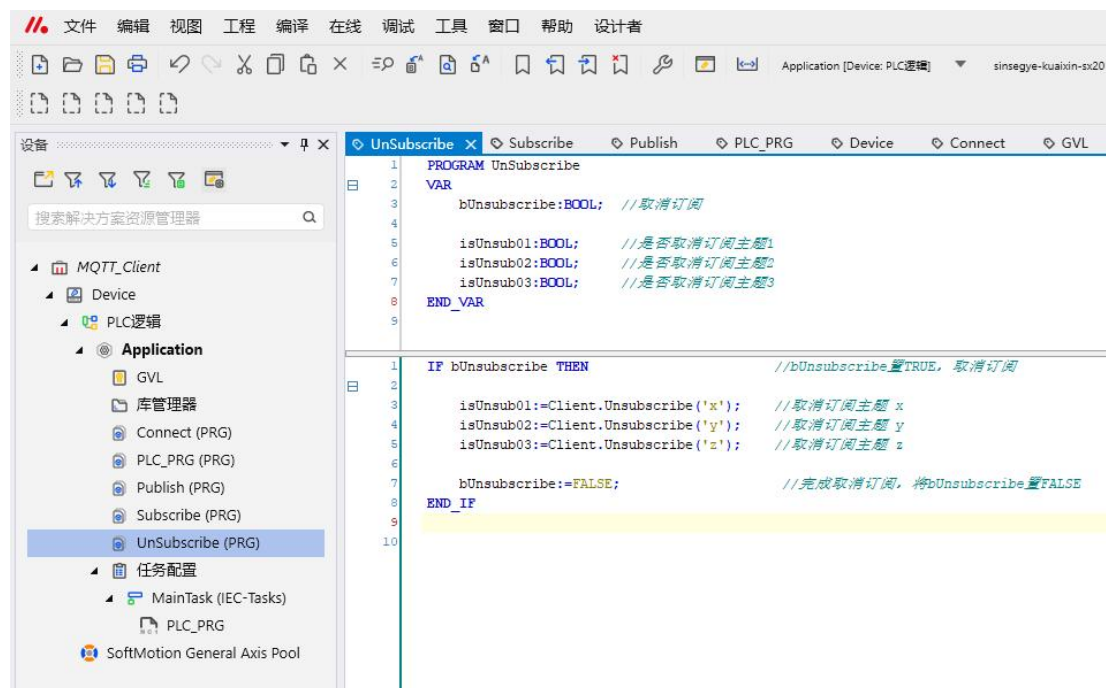 文件 编辑 视图 工程 编译 在线 调试 工具 窗口 帮助 设计者
Application [Device: PLC逻辑] sinsegye-kuaixin-sx20
设备
UnSubscribe Subscribe Publish PLC_PRG Device Connect GVL
搜索解决方案资源管理器
MQTT_Client
Device
PLC逻辑
Application
GVL
库管理器
Connect (PRG)
PLC_PRG (PRG)
Publish (PRG)
Subscribe (PRG)
UnSubscribe (PRG)
任务配置
MainTask (IEC-Tasks)
PLC_PRG
SoftMotion General Axis Pool
1 PROGRAM UnSubscribe
2 VAR
3 bUnsubscribe:BOOL; //取消订阅
4
5 isUnsub01:BOOL; //是否取消订阅主题1
6 isUnsub02:BOOL; //是否取消订阅主题2
7 isUnsub03:BOOL; //是否取消订阅主题3
8 END_VAR
9
1 IF bUnsubscribe THEN //bUnsubscribe置TRUE，取消订阅
2
3 isUnsub01:=Client.Unsubscribe('x'); //取消订阅主题 x
4 isUnsub02:=Client.Unsubscribe('y'); //取消订阅主题 y
5 isUnsub03:=Client.Unsubscribe('z'); //取消订阅主题 z
6
7 bUnsubscribe:=FALSE; //完成取消订阅，将bUnsubscribe置FALSE
8 END_IF
9
10